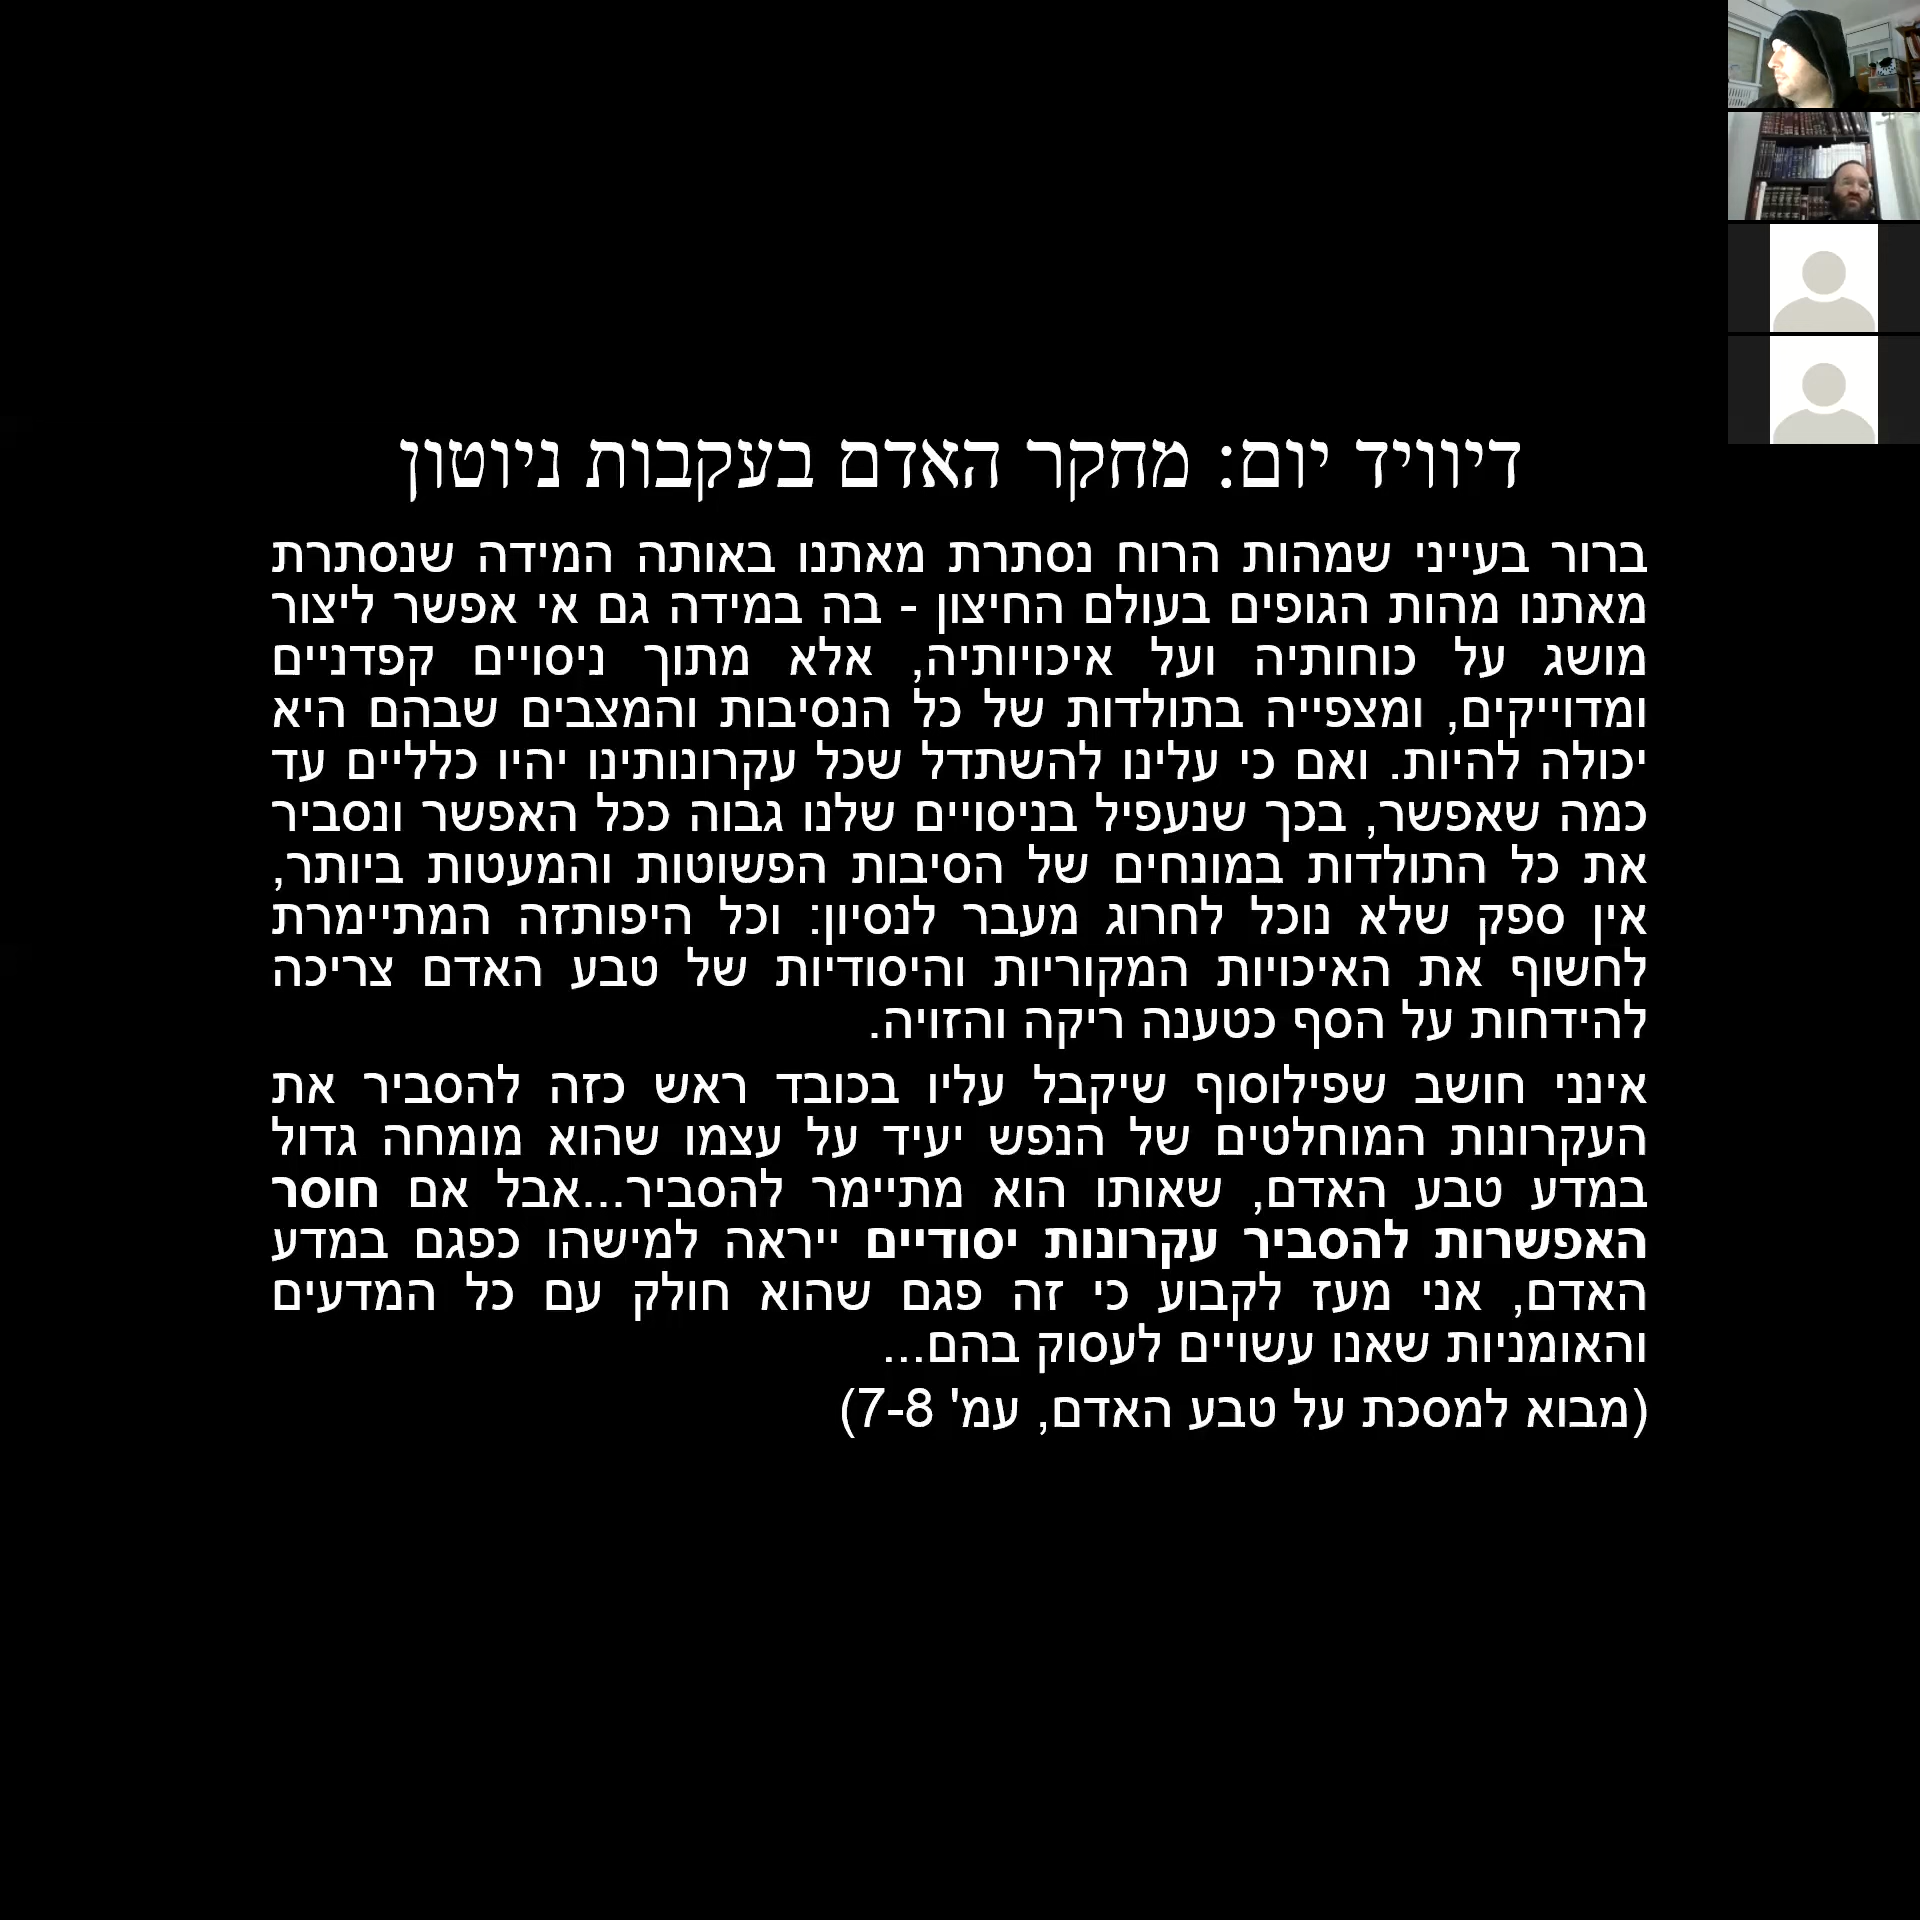 דיוויד יום: מחקר האדם בעקבות ניוטון
ברור בעייני שמהות הרוח נסתרת מאתנו באותה המידה שנסתרת
מאתנו מהות הגופים בעולם החיצון - בה במידה גם אי אפשר ליצור
מושג על כוחותיה ועל איכויותיה, אלא מתוך ניסויים קפדניים
ומדוייקים, ומצפייה בתולדות של כל הנסיבות והמצבים שבהם היא
יכולה להיות. ואם כי עלינו להשתדל שכל עקרונותינו יהיו כלליים עד
כמה שאפשר, בכך שנעפיל בניסויים שלנו גבוה ככל האפשר ונסביר
את כל התולדות במונחים של הסיבות הפשוטות והמעטות ביותר,
אין ספק שלא נוכל לחרוג מעבר לנסיון: וכל היפותזה המתיימרת
לחשוף את האיכויות המקוריות והיסודיות של טבע האדם צריכה
להידחות על הסף כטענה ריקה והזויה.
אינני חושב שפילוסוף שיקבל עליו בכובד ראש כזה להסביר את
העקרונות המוחלטים של הנפש יעיד על עצמו שהוא מומחה גדול
במדע טבע האדם, שאותו הוא מתיימר להסביר...אבל אם חוסר
האפשרות להסביר עקרונות יסודיים ייראה למישהו כפגם במדע
האדם, אני מעז לקבוע כי זה פגם שהוא חולק עם כל המדעים
והאומניות שאנו עשויים לעסוק בהם...
(מבוא למסכת על טבע האדם, עמ' 7-8)